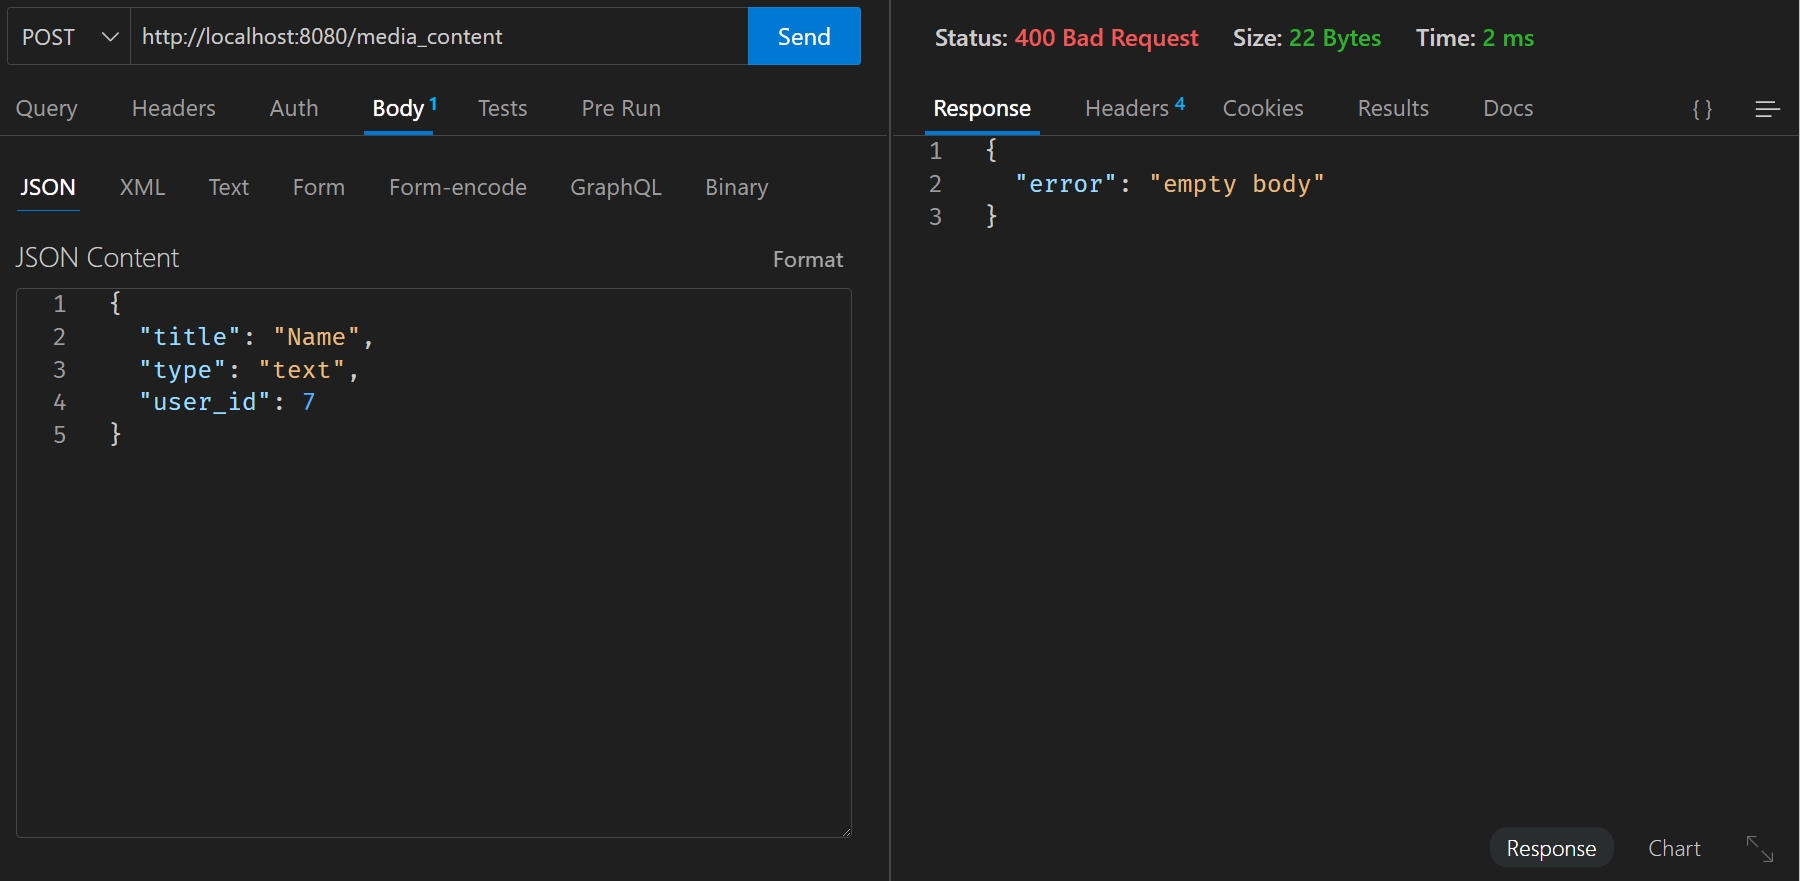 POST http://localhost:8080/media_content Send
Query Headers Auth Body 1 Tests Pre Run
JSON XML Text Form Form-encode GraphQL Binary
JSON Content Format
1 {
2 "title": "Name",
3 "type": "text",
4 "user_id": 7
5 }
Status: 400 Bad Request Size: 22 Bytes Time: 2 ms
Response Headers 4 Cookies Results Docs { }
1 {
2 "error": "empty body"
3 }
Response Chart